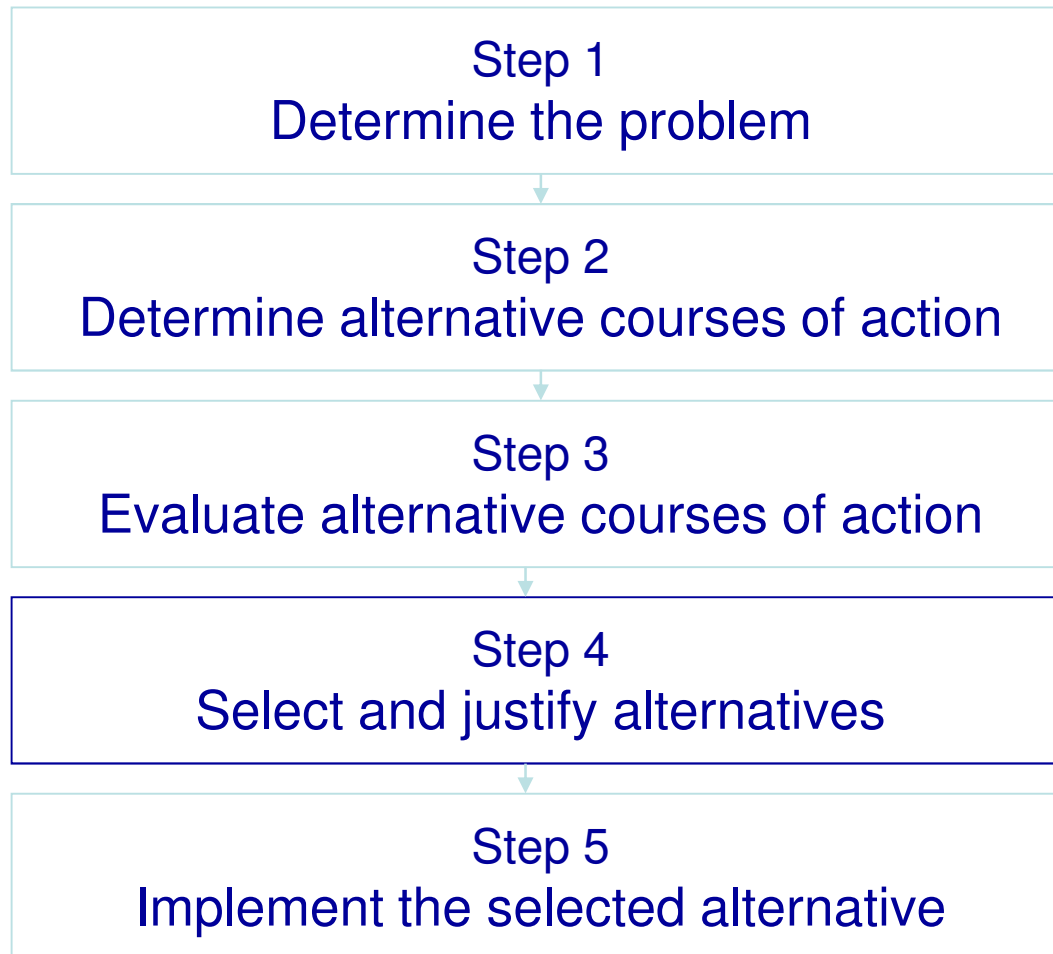 Step 1
Determine the problem
Step 2
Determine alternative courses of action
Step 3
Evaluate alternative courses of action
Step 4
Select and justify alternatives
Step 5
Implement the selected alternative